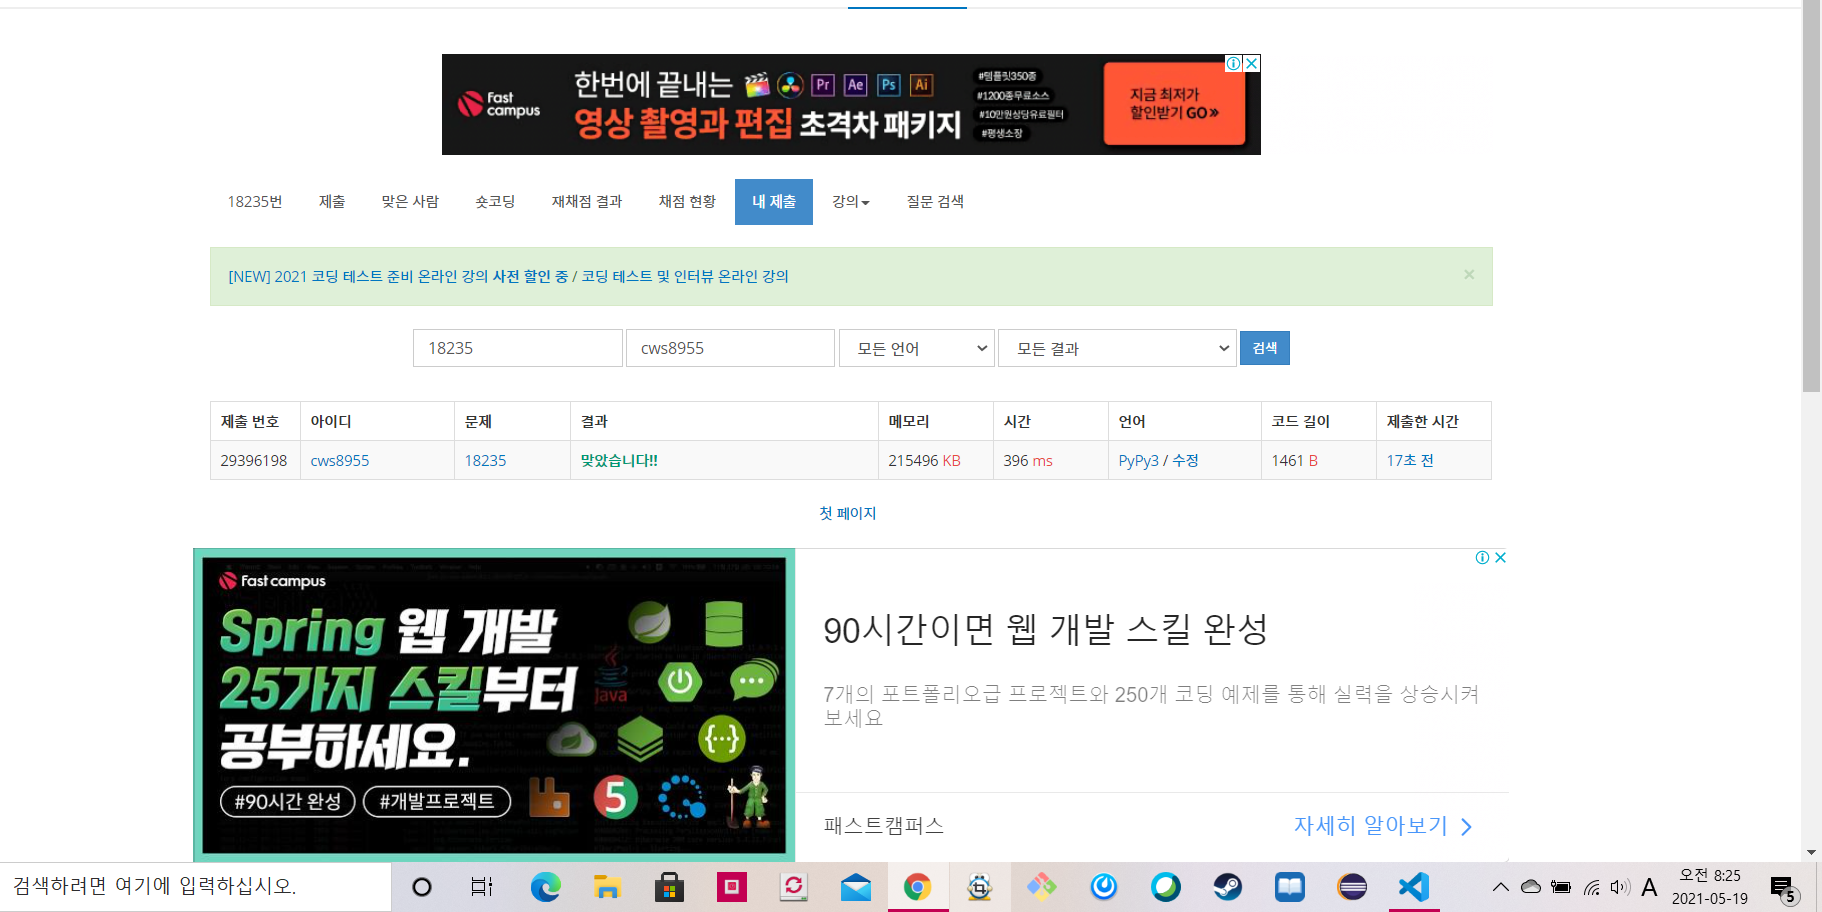 Fast campus
한번에 끝내는 Pr Ae Ps Ai
영상 촬영과 편집 초격차 패키지
#템플릿350종
#1200종무료소스
#10만원상당유료필터
#평생소장
지금 최저가
할인받기 GO»
18235번 제출 맞은 사람 숏코딩 재채점 결과 채점 현황 내 제출 강의 질문 검색
[NEW] 2021 코딩 테스트 준비 온라인 강의 사전 할인 중 / 코딩 테스트 및 인터뷰 온라인 강의 ×
18235 cws8955 모든 언어 모든 결과 검색
제출 번호 아이디 문제 결과 메모리 시간 언어 코드 길이 제출한 시간
29396198 cws8955 18235 맞았습니다!! 215496 KB 396 ms PyPy3 / 수정 1461 B 17초 전
첫 페이지
Fast campus
Spring 웹 개발
25가지 스킬부터
공부하세요.
#90시간 완성 #개발프로젝트
Java
5
90시간이면 웹 개발 스킬 완성
7개의 포트폴리오급 프로젝트와 250개 코딩 예제를 통해 실력을 상승시켜
보세요
패스트캠퍼스 자세히 알아보기
검색하려면 여기에 입력하십시오.
A
오전 8:25
2021-05-19
5